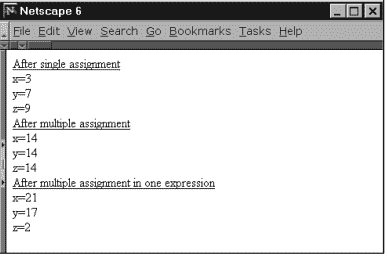 Netscape 6
File Edit View Search Go Bookmarks Tasks Help
After single assignment
x=3
y=7
z=9
After multiple assignment
x=14
y=14
z=14
After multiple assignment in one expression
x=21
y=17
z=2